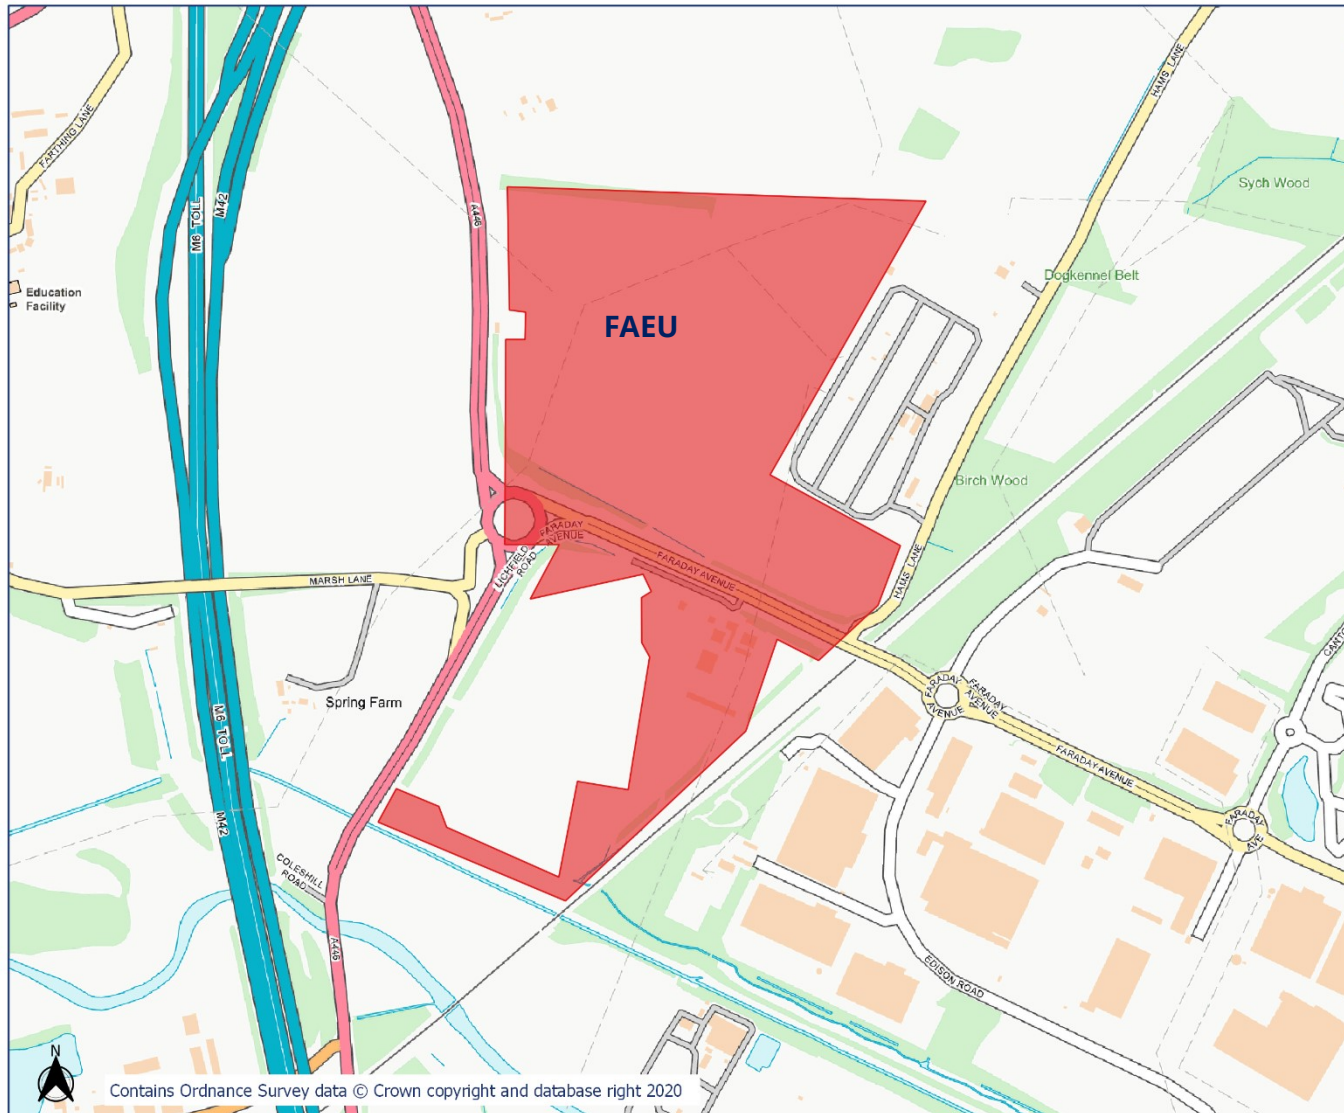 FARTHING LANE
M6 TOLL
M42
A446
HAMS LANE
Sych Wood
Dogkennel Belt
Education
Facility
FAEU
Birch Wood
FARADAY
AVENUE
LICHFIELD
ROAD
FARADAY AVENUE
HAMS LANE
MARSH LANE
Spring Farm
M6 TOLL
M42
FARADAY
AVENUE
FARADAY
AVENUE
FARADAY AVENUE
FARADAY
AVE
COLESHILL
ROAD
A446
EDISON ROAD
N
Contains Ordnance Survey data © Crown copyright and database right 2020